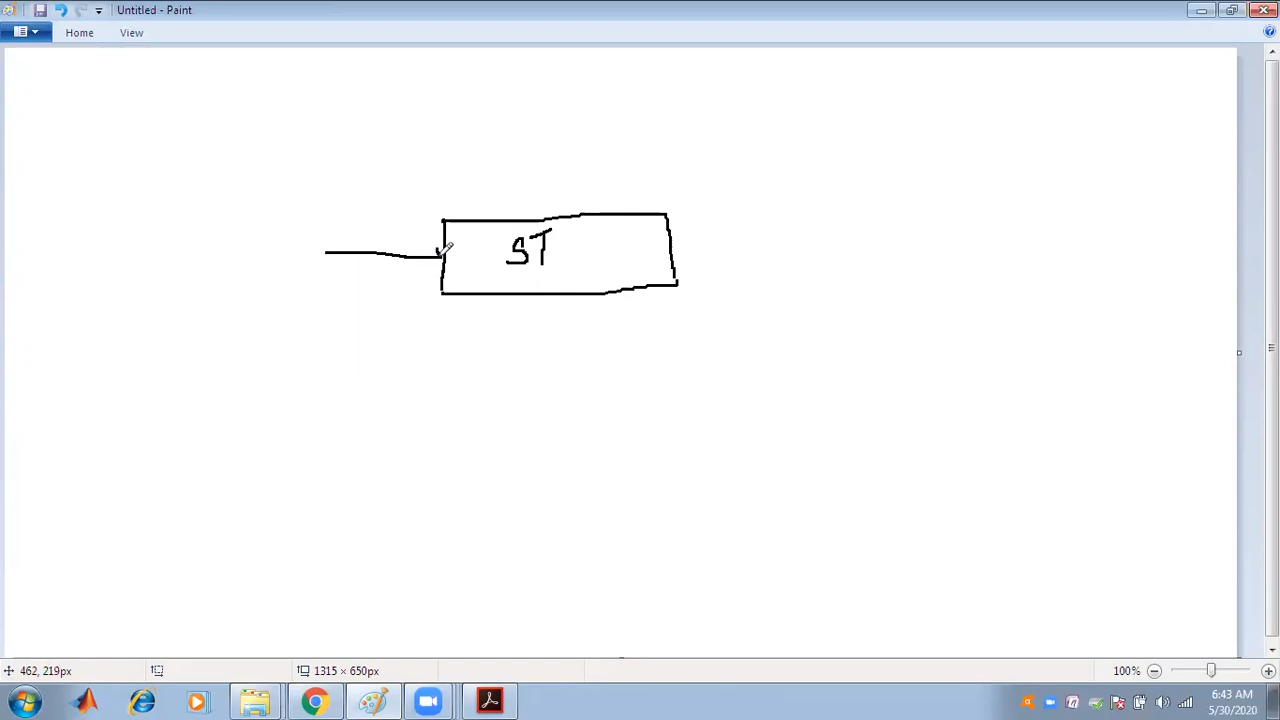 Untitled - Paint
Home View
ST
462, 219px
1315 × 650px
100%
6:43 AM
5/30/2020